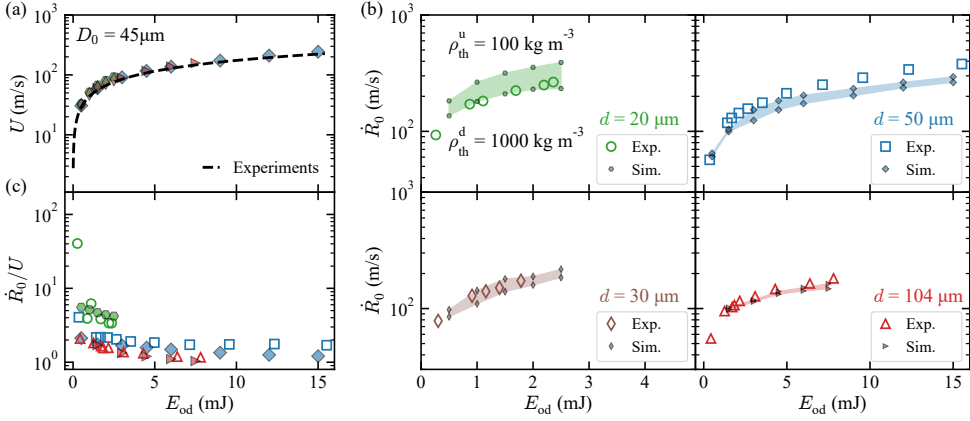 (a)
D₀ = 45μm
U (m/s)
10³
10²
10¹
Experiments
(c)
Ṙ₀/U
10²
10¹
10⁰
0
5
10
15
E_od (mJ)
(b)
Ṙ₀ (m/s)
10³
10²
10³
ρ_th^u = 100 kg m⁻³
ρ_th^d = 1000 kg m⁻³
d = 20 μm
Exp.
Sim.
d = 50 μm
Exp.
Sim.
Ṙ₀ (m/s)
10²
d = 30 μm
Exp.
Sim.
d = 104 μm
Exp.
Sim.
0
1
2
3
4
E_od (mJ)
0
5
10
15
E_od (mJ)